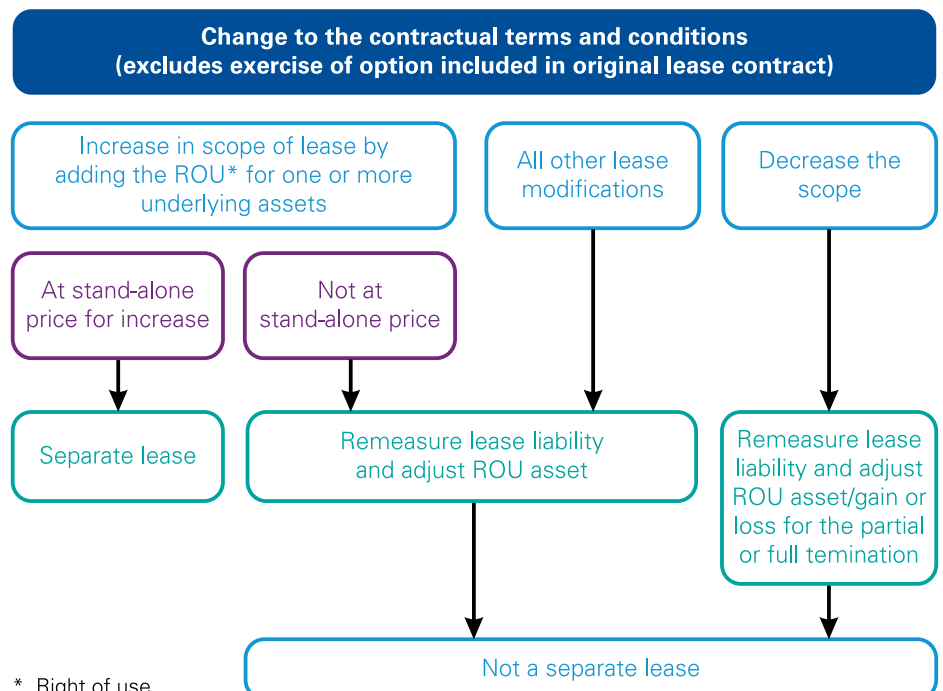 Change to the contractual terms and conditions
(excludes exercise of option included in original lease contract)
Increase in scope of lease by
adding the ROU* for one or more
underlying assets
All other lease
modifications
Decrease the
scope
At stand-alone
price for increase
Not at
stand-alone price
Separate lease
Remeasure lease liability
and adjust ROU asset
Remeasure lease
liability and adjust
ROU asset/gain or
loss for the partial
or full temination
Not a separate lease
* Right of use